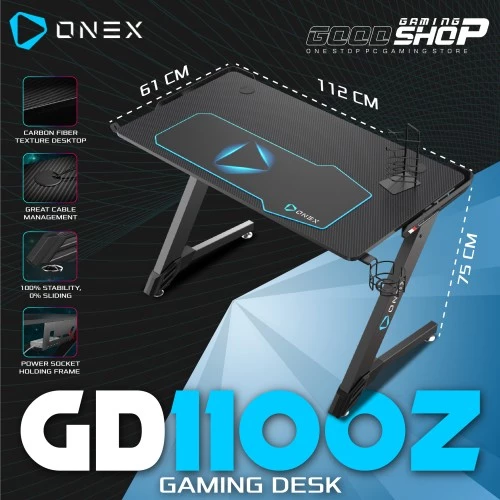 ONEX
GAMING
GOOD SHOP
ONE STOP PC GAMING STORE
61 CM
112 CM
CARBON FIBER
TEXTURE DESKTOP
GREAT CABLE
MANAGEMENT
ONEX
75 CM
100% STABILITY,
0% SLIDING
ONEX
POWER SOCKET
HOLDING FRAME
GD1100Z
GAMING DESK